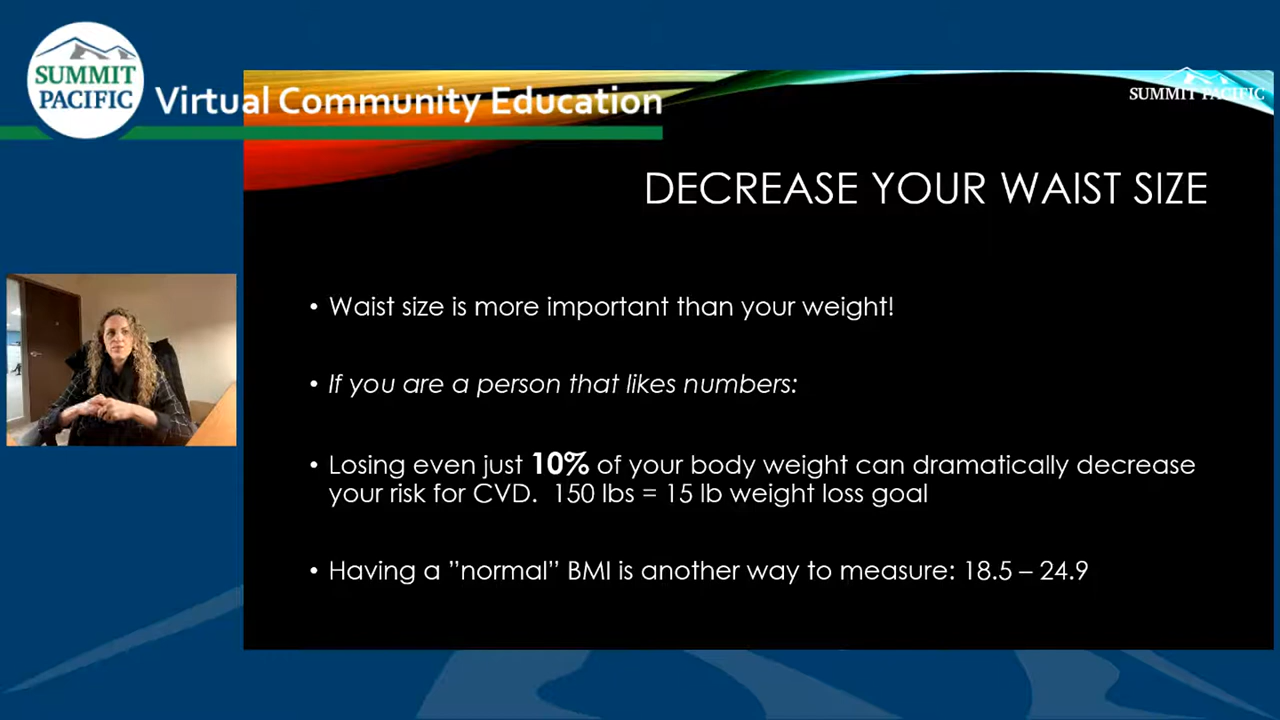 SUMMIT
PACIFIC
Virtual Community Education
SUMMIT PACIFIC
DECREASE YOUR WAIST SIZE
• Waist size is more important than your weight!
• If you are a person that likes numbers:
• Losing even just 10% of your body weight can dramatically decrease
your risk for CVD. 150 lbs = 15 lb weight loss goal
• Having a ”normal” BMI is another way to measure: 18.5 – 24.9